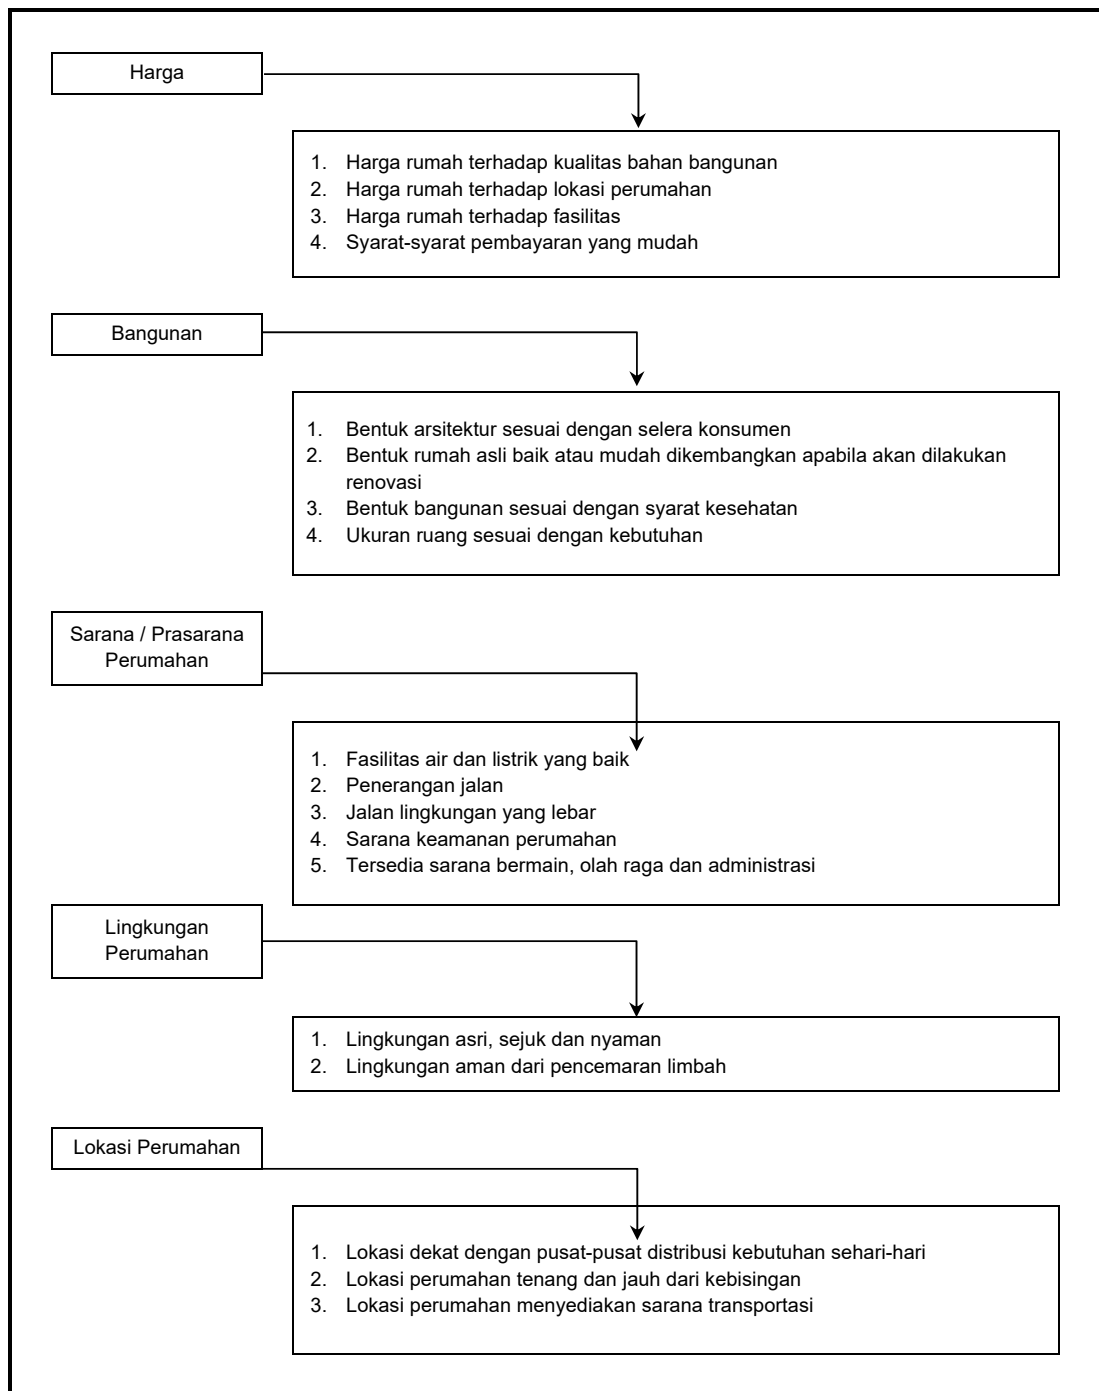 Harga
1. Harga rumah terhadap kualitas bahan bangunan
2. Harga rumah terhadap lokasi perumahan
3. Harga rumah terhadap fasilitas
4. Syarat-syarat pembayaran yang mudah
Bangunan
1. Bentuk arsitektur sesuai dengan selera konsumen
2. Bentuk rumah asli baik atau mudah dikembangkan apabila akan dilakukan
renovasi
3. Bentuk bangunan sesuai dengan syarat kesehatan
4. Ukuran ruang sesuai dengan kebutuhan
Sarana / Prasarana
Perumahan
1. Fasilitas air dan listrik yang baik
2. Penerangan jalan
3. Jalan lingkungan yang lebar
4. Sarana keamanan perumahan
5. Tersedia sarana bermain, olah raga dan administrasi
Lingkungan
Perumahan
1. Lingkungan asri, sejuk dan nyaman
2. Lingkungan aman dari pencemaran limbah
Lokasi Perumahan
1. Lokasi dekat dengan pusat-pusat distribusi kebutuhan sehari-hari
2. Lokasi perumahan tenang dan jauh dari kebisingan
3. Lokasi perumahan menyediakan sarana transportasi